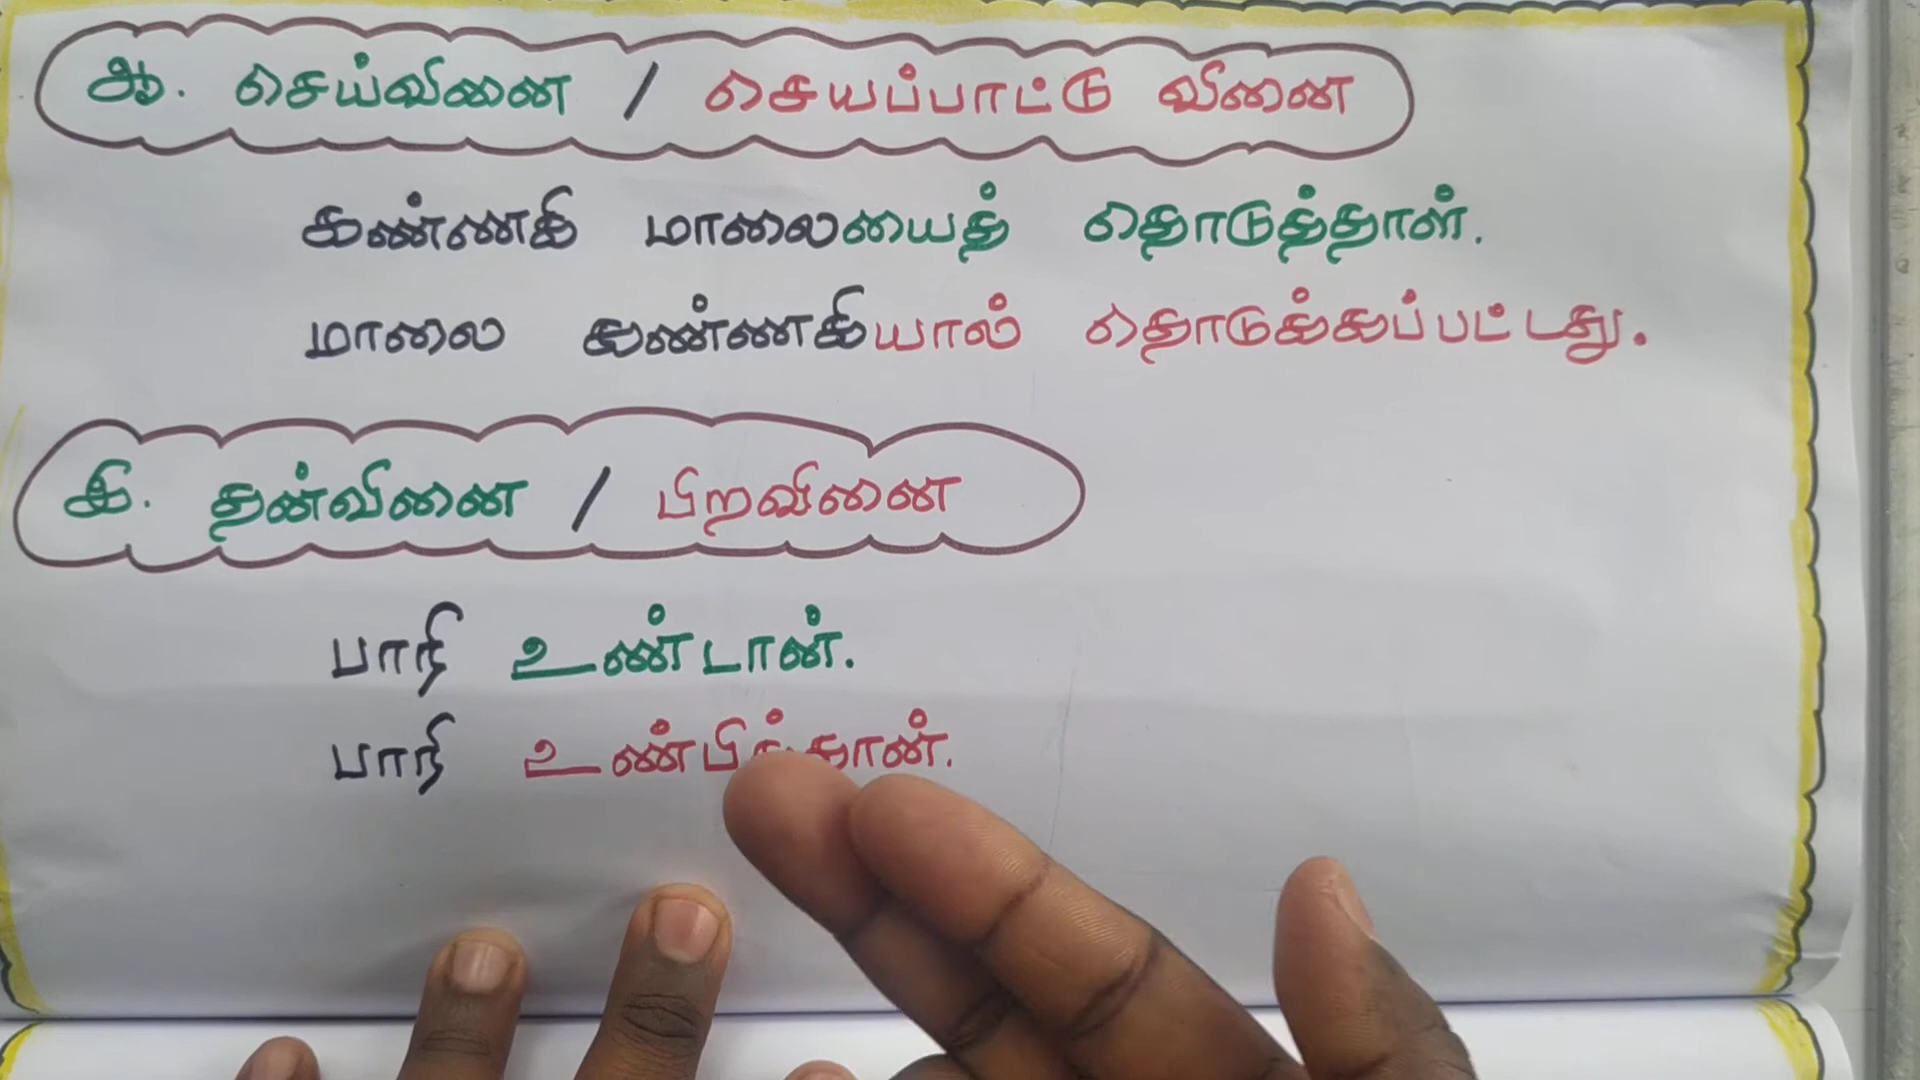 ஆ. செய்வினை / செயப்பாட்டு வினை
கண்ணகி மாலையைத் தொடுத்தாள்.
மாலை கண்ணகியால் தொடுக்கப்பட்டது.
இ. தன்வினை / பிறவினை
பாரி உண்டான்.
பாரி உண்பித்தான்.